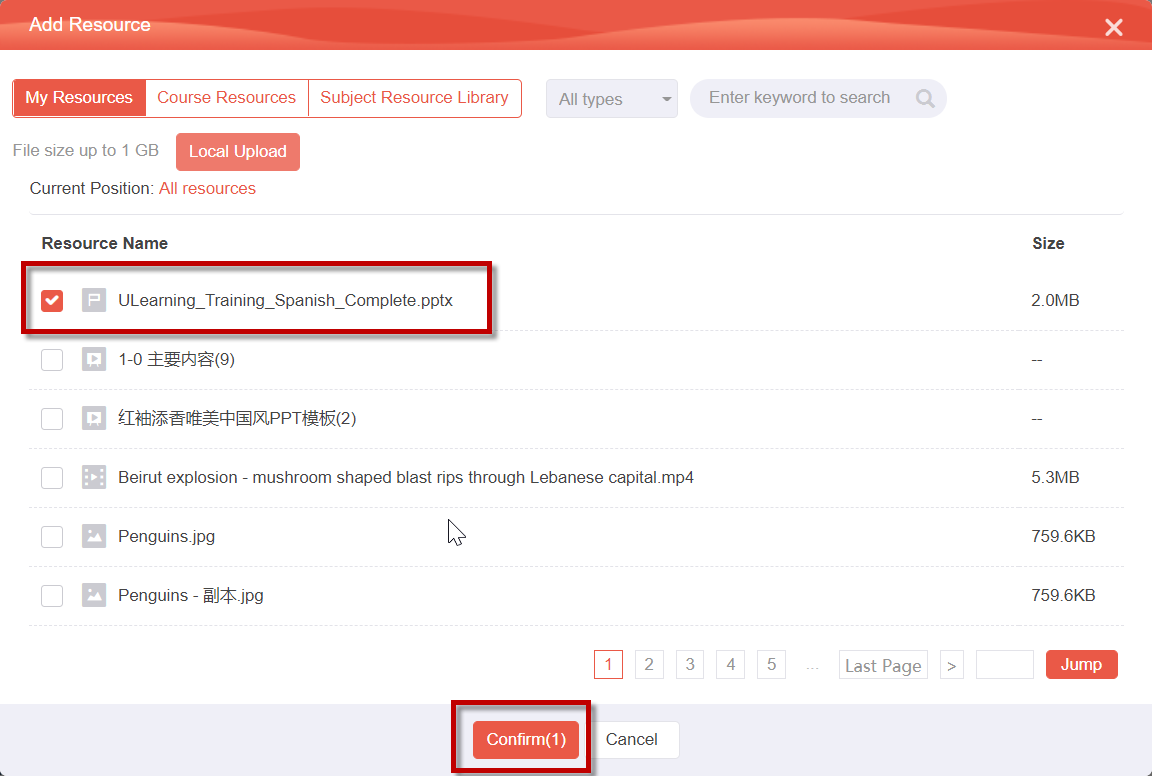 Add Resource
My Resources Course Resources Subject Resource Library All types Enter keyword to search
File size up to 1 GB Local Upload
Current Position: All resources
Resource Name Size
ULearning_Training_Spanish_Complete.pptx 2.0MB
1-0 主要内容(9) --
红袖添香唯美中国风PPT模板(2) --
Beirut explosion - mushroom shaped blast rips through Lebanese capital.mp4 5.3MB
Penguins.jpg 759.6KB
Penguins - 副本.jpg 759.6KB
1 2 3 4 5 ... Last Page > Jump
Confirm(1) Cancel